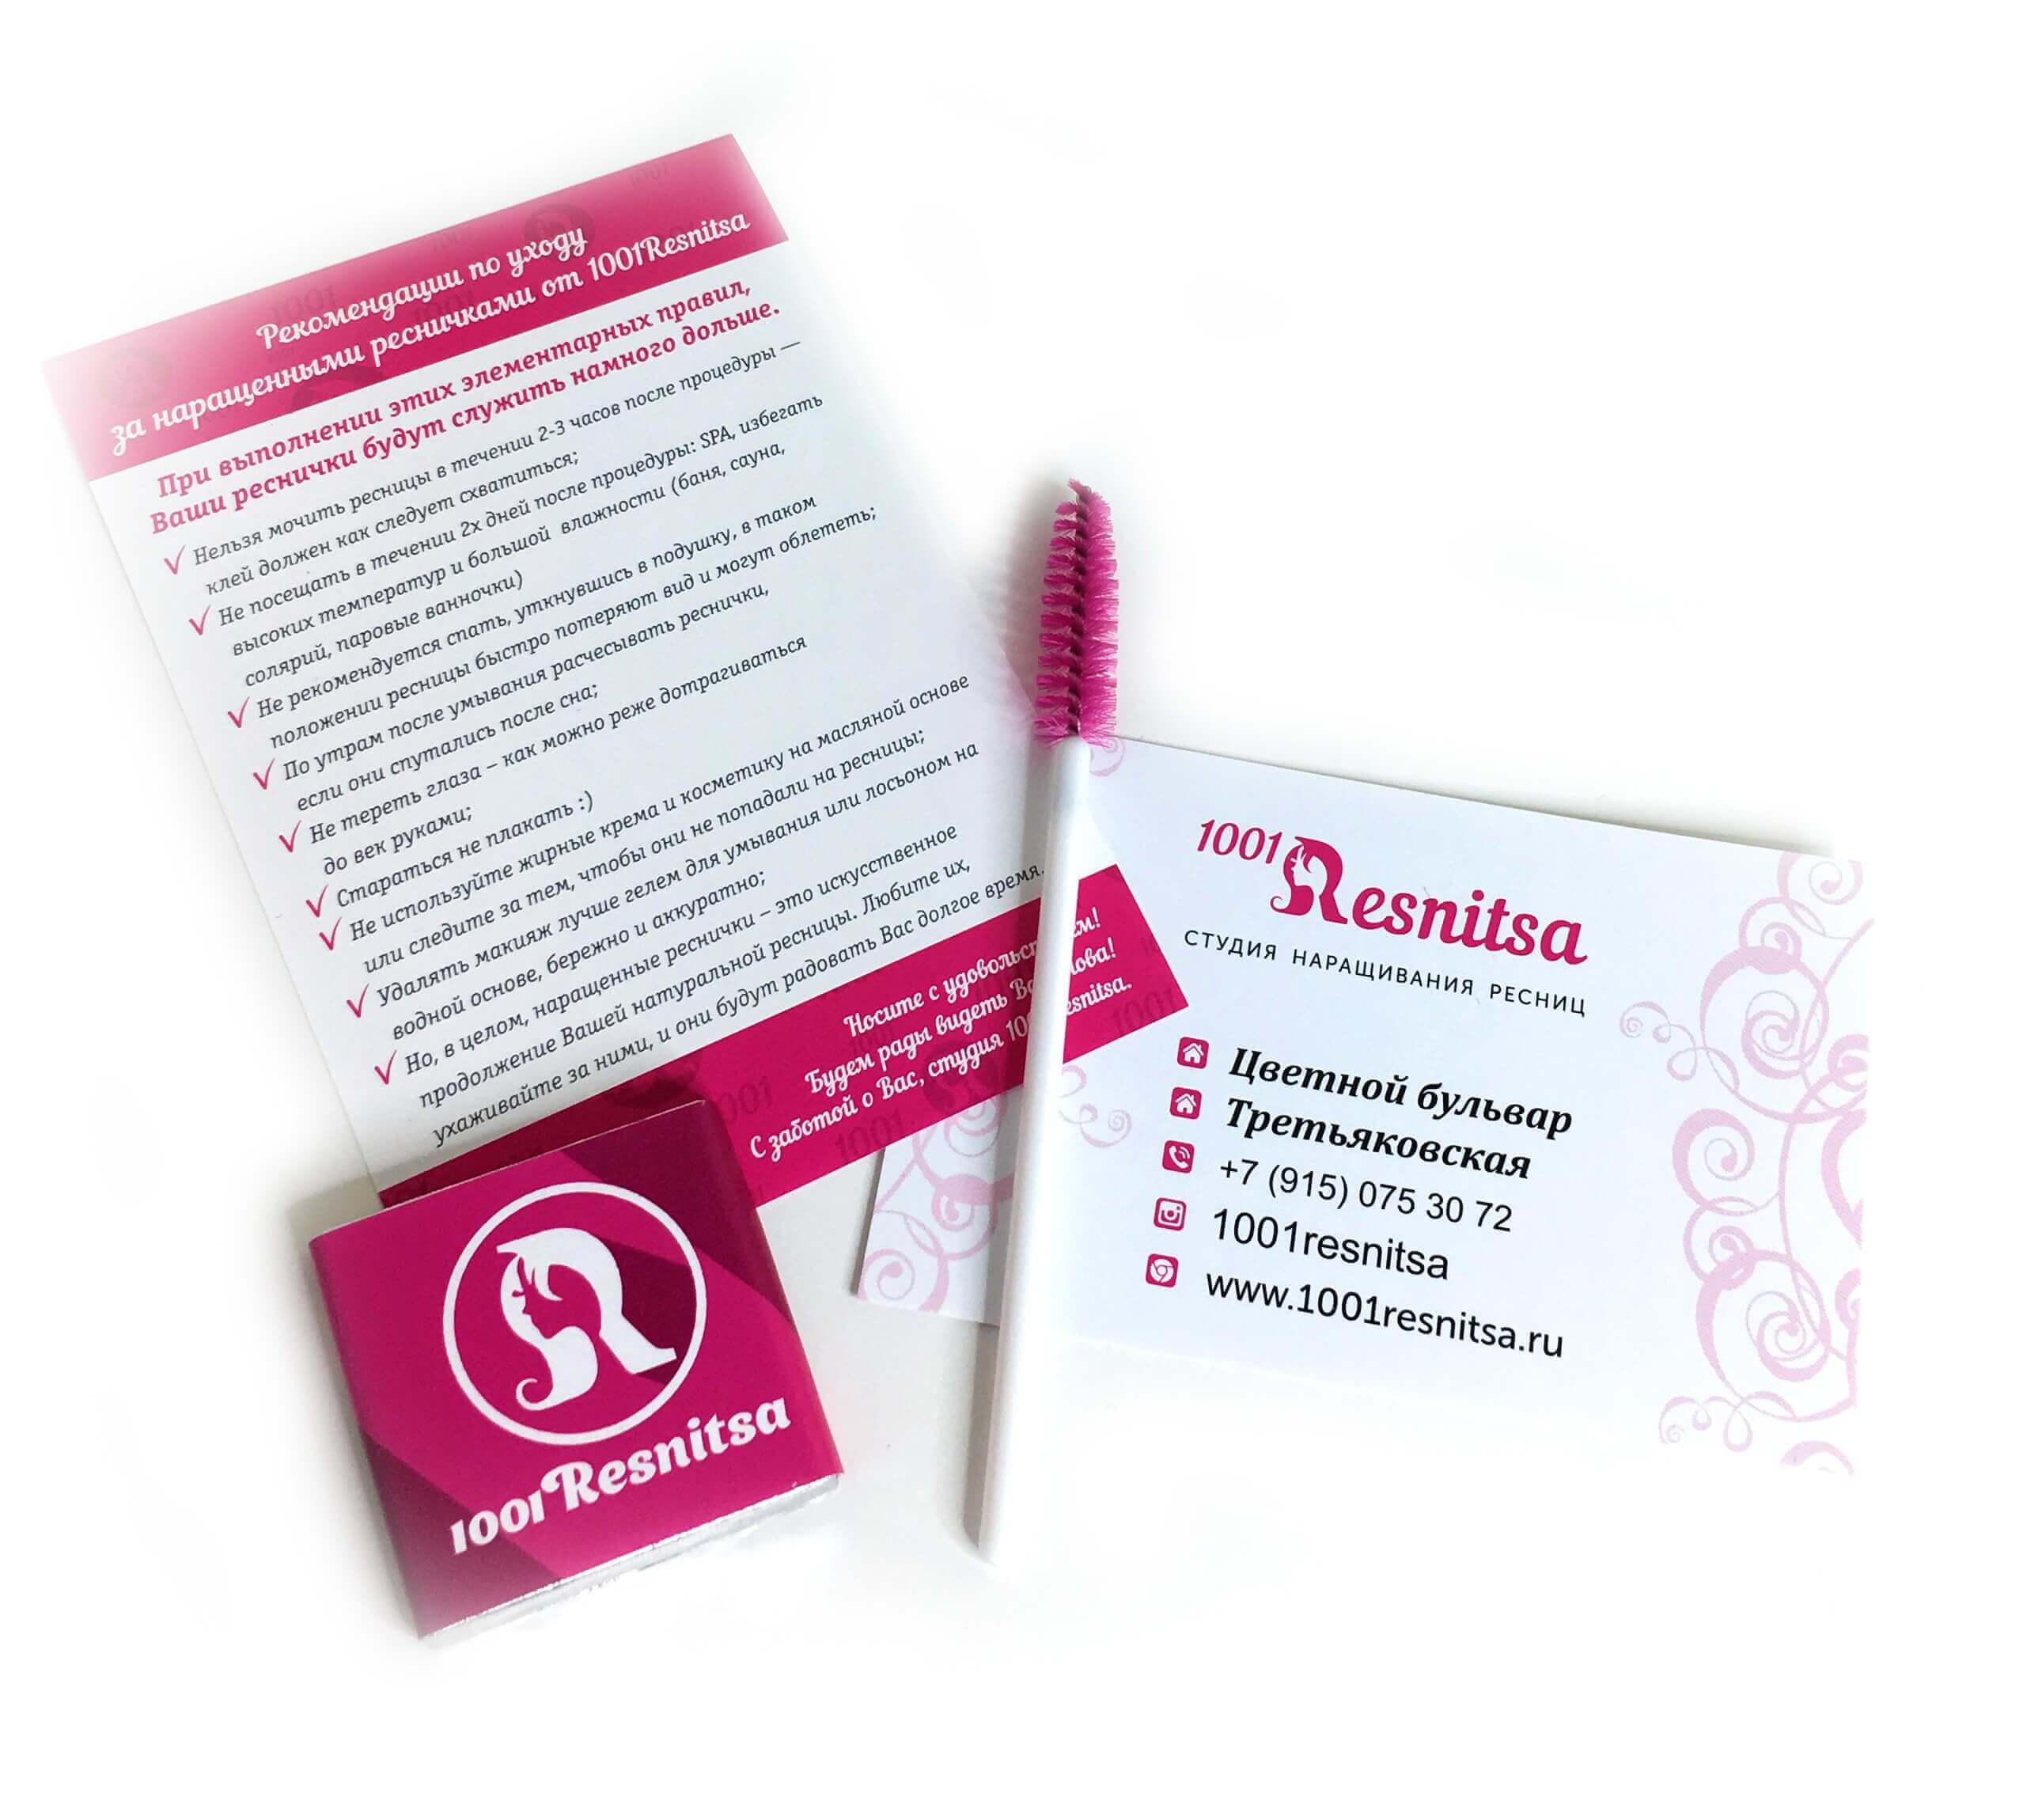 Рекомендации по уходу
за наращенными ресничками от 1001Resnitsa
При выполнении этих элементарных правил,
Ваши реснички будут служить намного дольше.
Нельзя мочить ресницы в течении 2-3 часов после процедуры —
клей должен как следует схватиться;
Не посещать в течении 2х дней после процедуры: SPA, избегать
высоких температур и большой влажности (баня, сауна,
солярий, паровые ванночки)
Не рекомендуется спать, уткнувшись в подушку, в таком
положении ресницы быстро потеряют вид и могут облететь;
По утрам после умывания расчесывать реснички,
если они спутались после сна;
Не тереть глаза – как можно реже дотрагиваться
до век руками;
Стараться не плакать :)
Не используйте жирные крема и косметику на масляной основе
или следите за тем, чтобы они не попадали на ресницы;
Удалять макияж лучше гелем для умывания или лосьоном на
водной основе, бережно и аккуратно;
Но, в целом, наращенные реснички – это искусственное
продолжение Вашей натуральной ресницы. Любите их,
ухаживайте за ними, и они будут радовать Вас долгое время.
Носите с удовольст ем!
Будем рады видеть Ва ова!
С заботой о Вас, студия 10 esnitsa.
1001Resnitsa
1001Resnitsa
СТУДИЯ НАРАЩИВАНИЯ РЕСНИЦ
Цветной бульвар
Третьяковская
+7 (915) 075 30 72
1001resnitsa
www.1001resnitsa.ru